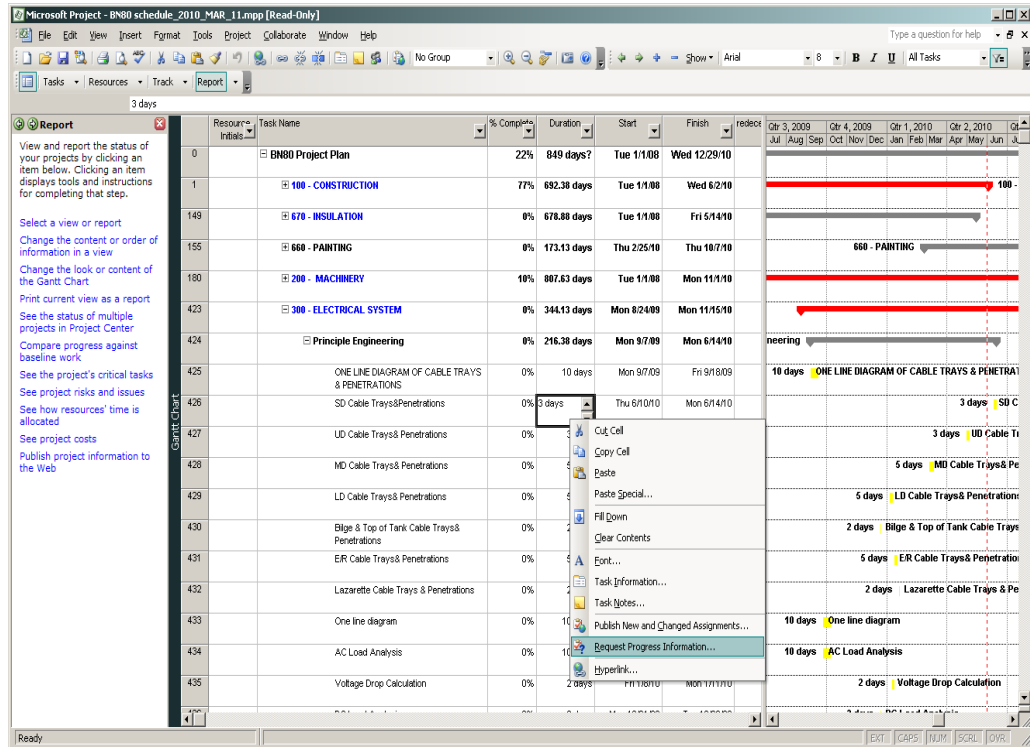 Microsoft Project - BN80 schedule_2010_MAR_11.mpp [Read-Only]
File Edit View Insert Format Tools Project Collaborate Window Help Type a question for help
No Group Show Arial 8 B I U All Tasks
Tasks Resources Track Report
3 days
Report
View and report the status of
your projects by clicking an
item below. Clicking an item
displays tools and instructions
for completing that step.
Select a view or report
Change the content or order of
information in a view
Change the look or content of
the Gantt Chart
Print current view as a report
See the status of multiple
projects in Project Center
Compare progress against
baseline work
See the project's critical tasks
See project risks and issues
See how resources' time is
allocated
See project costs
Publish project information to
the Web
Gantt Chart
Resource Initials Task Name % Complete Duration Start Finish redec
Qtr 3, 2009 Qtr 4, 2009 Qtr 1, 2010 Qtr 2, 2010
Jul Aug Sep Oct Nov Dec Jan Feb Mar Apr May Jun
0 BN80 Project Plan 22% 849 days? Tue 1/1/08 Wed 12/29/10
1 100 - CONSTRUCTION 77% 692.38 days Tue 1/1/08 Wed 6/2/10 100 -
149 670 - INSULATION 0% 678.88 days Tue 1/1/08 Fri 5/14/10
155 660 - PAINTING 0% 173.13 days Thu 2/25/10 Thu 10/7/10 660 - PAINTING
180 200 - MACHINERY 10% 807.63 days Tue 1/1/08 Mon 11/1/10
423 300 - ELECTRICAL SYSTEM 0% 344.13 days Mon 8/24/09 Mon 11/15/10
424 Principle Engineering 0% 216.38 days Mon 9/7/09 Mon 6/14/10 neering
425 ONE LINE DIAGRAM OF CABLE TRAYS
& PENETRATIONS 0% 10 days Mon 9/7/09 Fri 9/18/09 10 days ONE LINE DIAGRAM OF CABLE TRAYS & PENETRAT
426 SD Cable Trays&Penetrations 0% 3 days Thu 6/10/10 Mon 6/14/10 3 days SD C
427 UD Cable Trays& Penetrations 0% 3 days UD Cable Tr
428 MD Cable Trays& Penetrations 0% 5 days MD Cable Trays& Pe
429 LD Cable Trays& Penetrations 0% 5 days LD Cable Trays& Penetrations
430 Bilge & Top of Tank Cable Trays&
Penetrations 0% 2 days Bilge & Top of Tank Cable Trays
431 E/R Cable Trays& Penetrations 0% 5 days E/R Cable Trays& Penetration
432 Lazarette Cable Trays & Penetrations 0% 2 days Lazarette Cable Trays & Pe
433 One line diagram 0% 10 10 days One line diagram
434 AC Load Analysis 0% 10 10 days AC Load Analysis
435 Voltage Drop Calculation 0% 2 days Fri 1/8/10 Mon 1/11/10 2 days Voltage Drop Calculation
Cut Cell
Copy Cell
Paste
Paste Special...
Fill Down
Clear Contents
Font...
Task Information...
Task Notes...
Publish New and Changed Assignments...
Request Progress Information...
Hyperlink...
Ready EXT CAPS NUM SCRL OVR